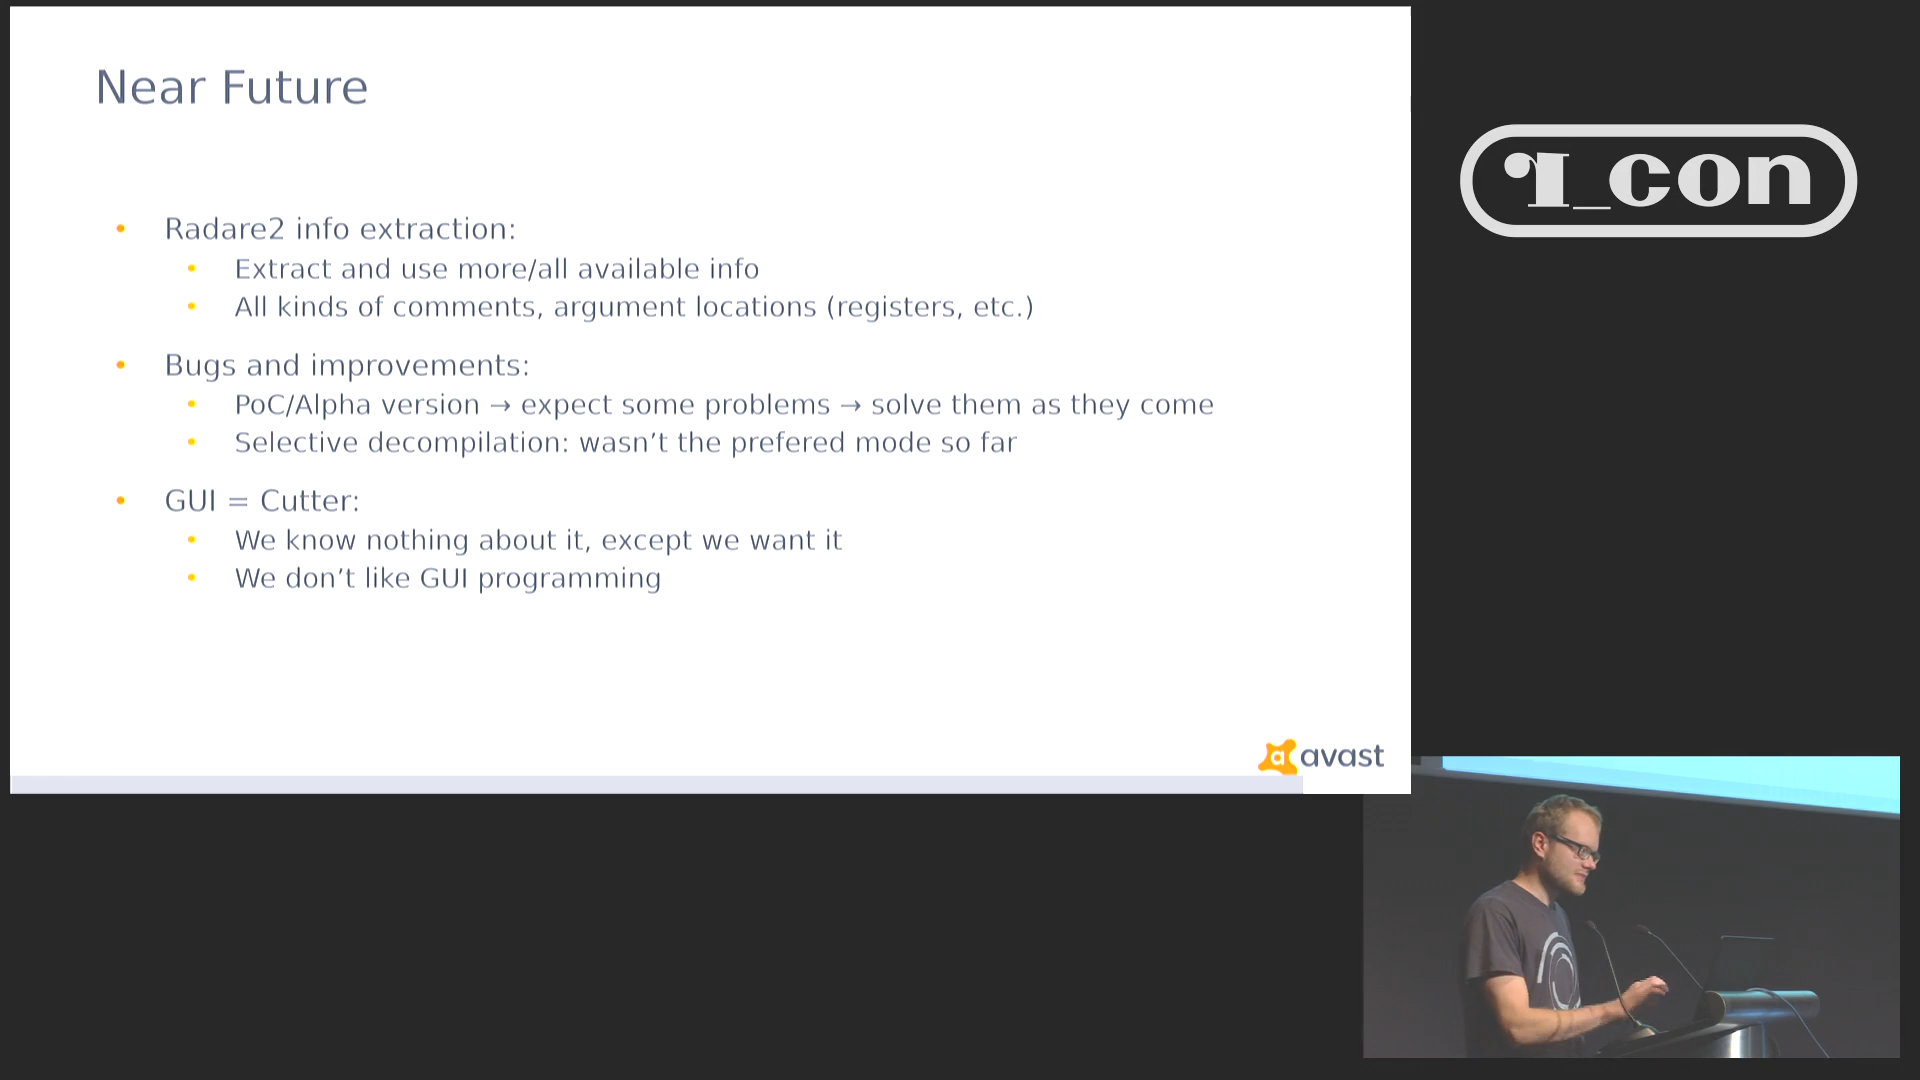 Near Future
Radare2 info extraction:
Extract and use more/all available info
All kinds of comments, argument locations (registers, etc.)
Bugs and improvements:
PoC/Alpha version → expect some problems → solve them as they come
Selective decompilation: wasn’t the prefered mode so far
GUI = Cutter:
We know nothing about it, except we want it
We don’t like GUI programming
avast
r_con